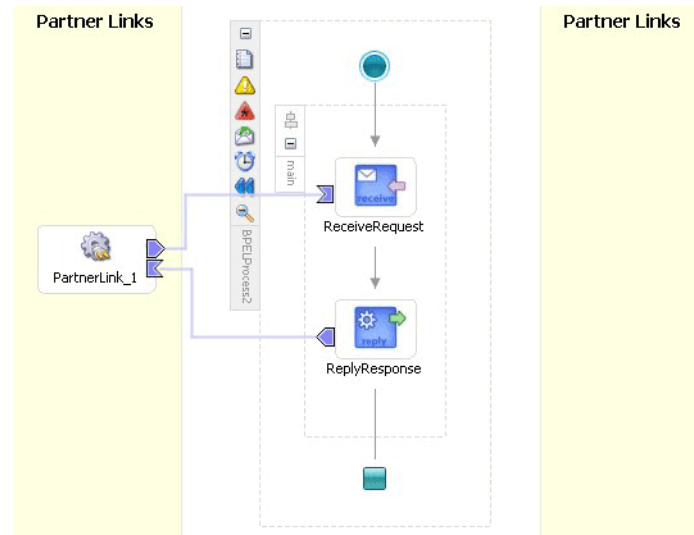 Partner Links
Partner Links
main
receive
ReceiveRequest
BPELProcess2
PartnerLink_1
reply
ReplyResponse